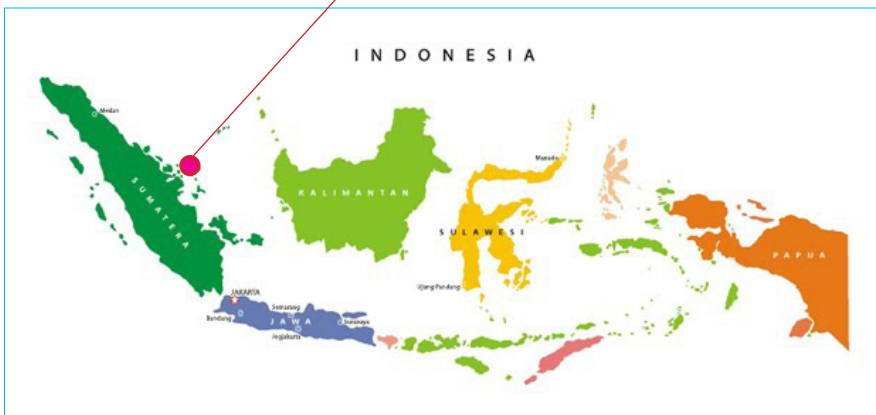 INDONESIA
Medan
Manado
KALIMANTAN
SUMATERA
SULAWESI
PAPUA
Ujung Pandang
JAKARTA
Semarang
Bandung
JAWA
Surabaya
Jogjakarta